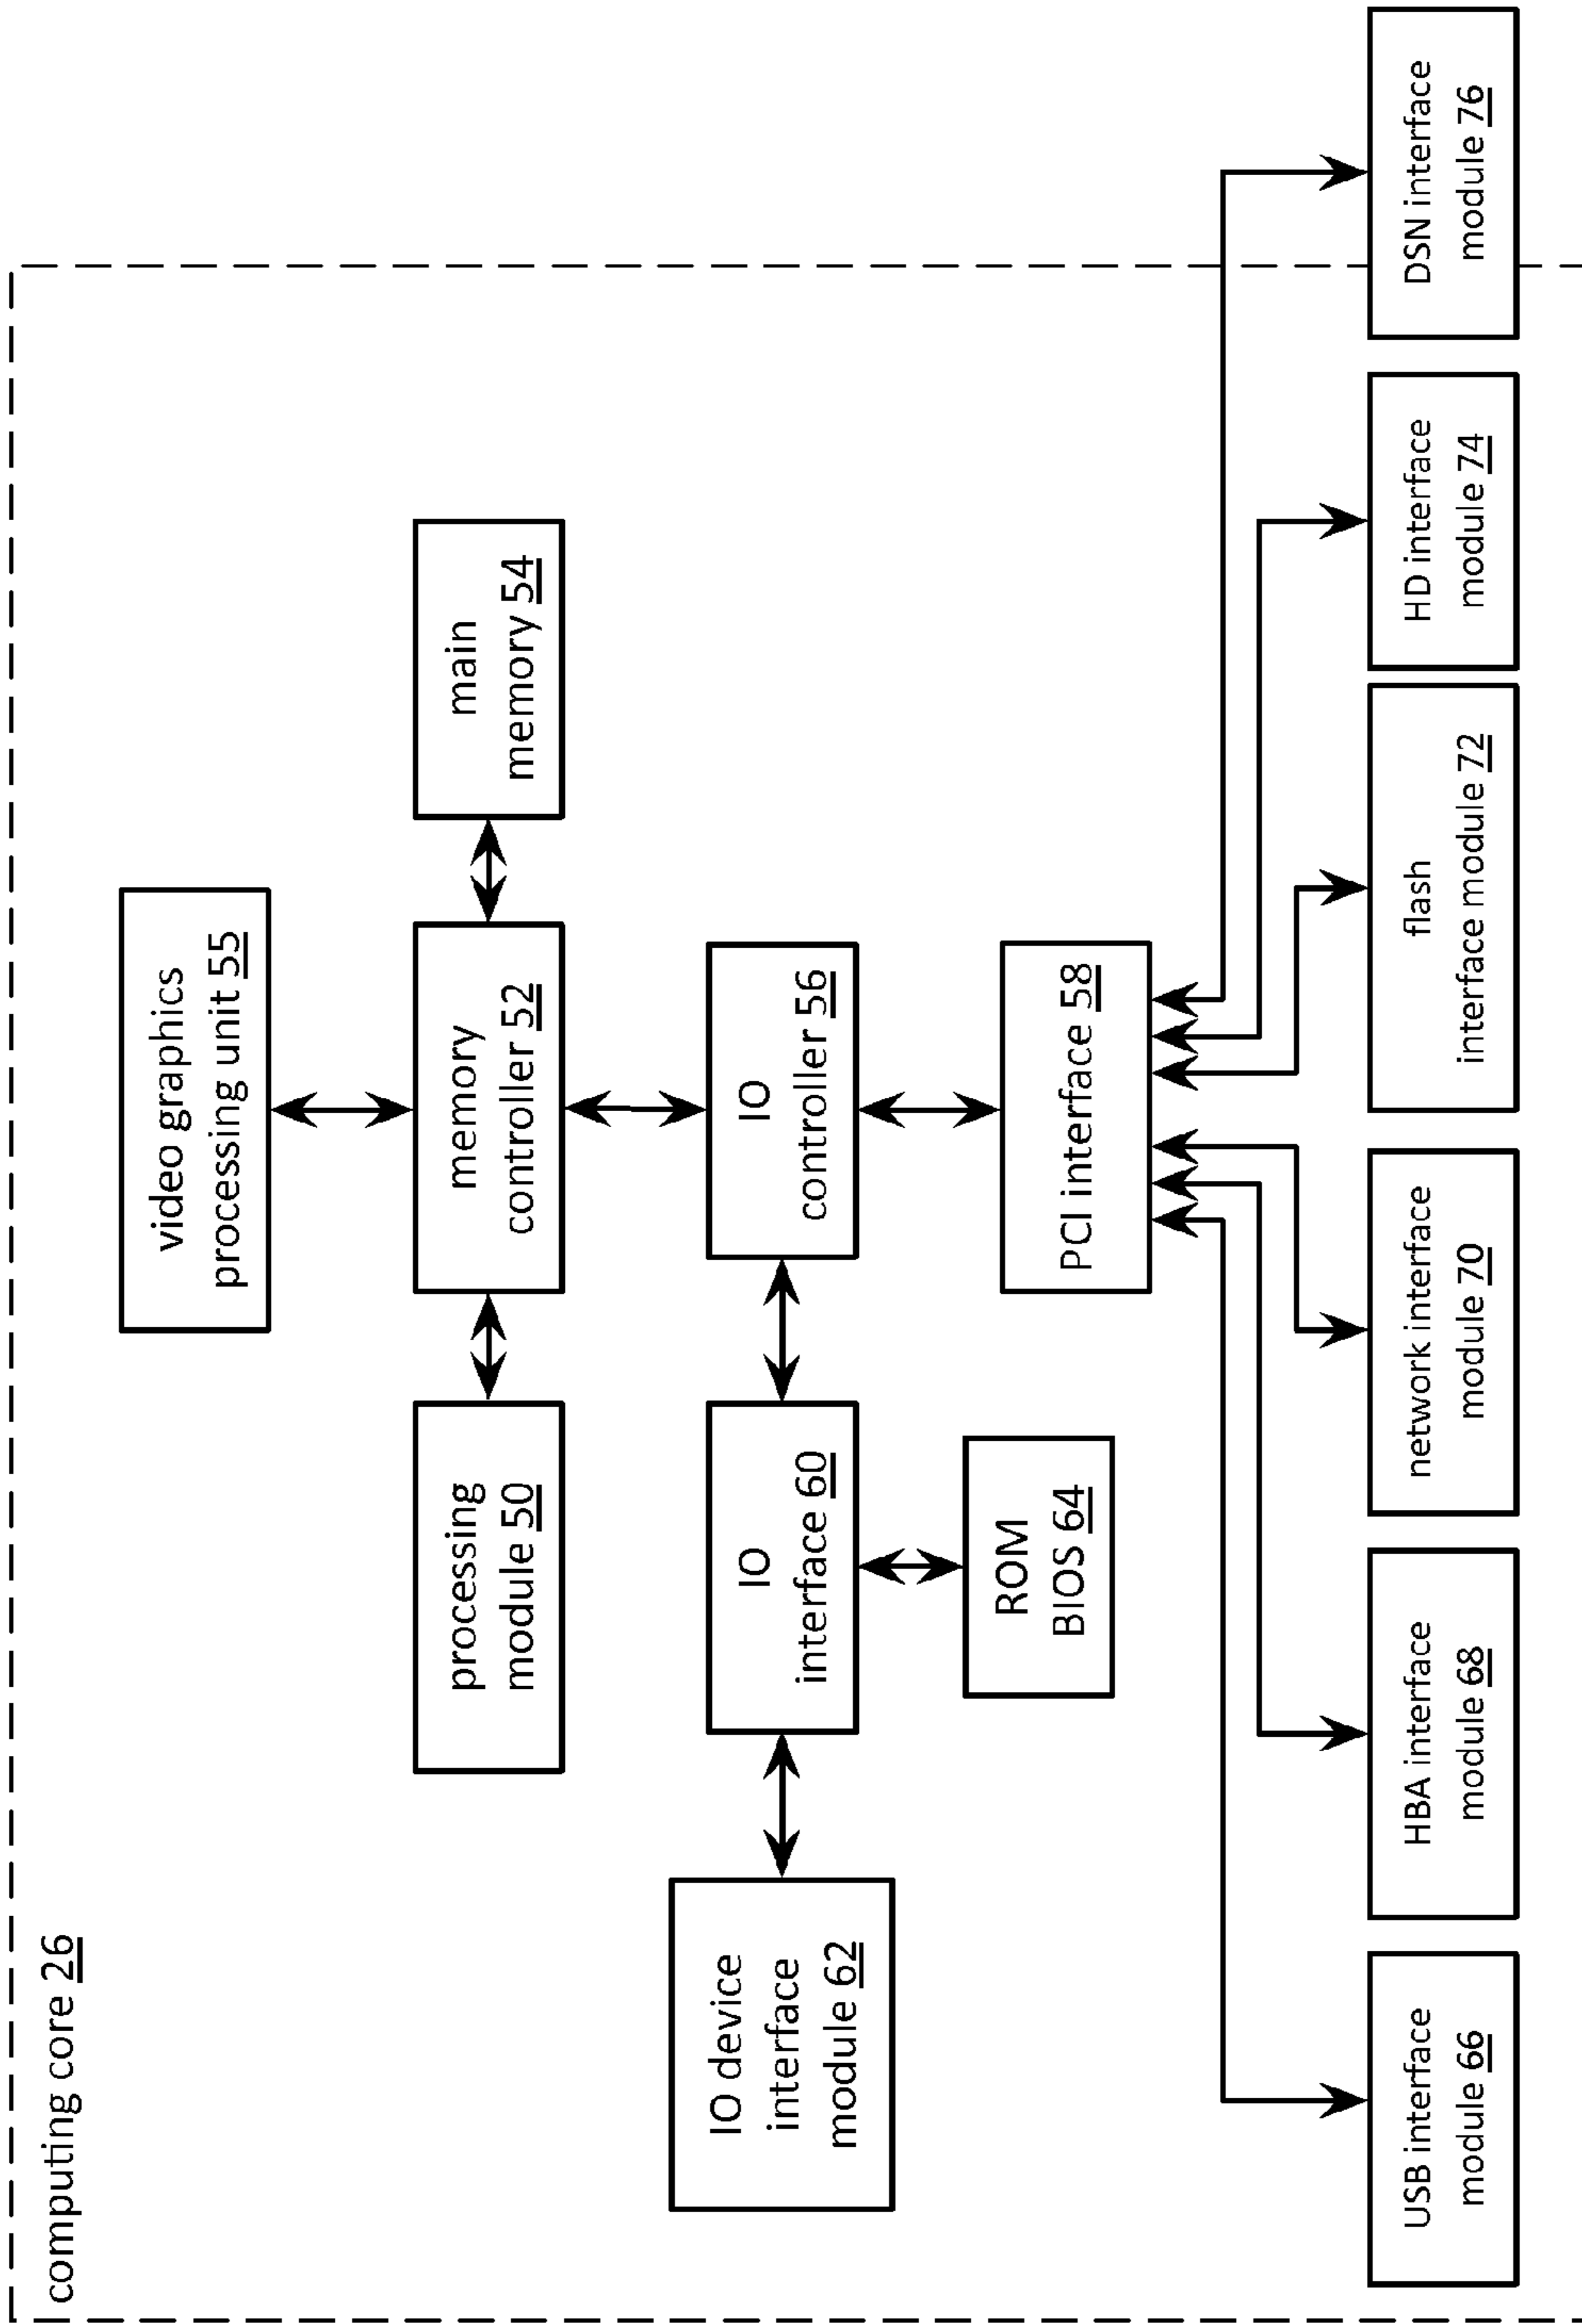 computing core 26
video graphics
processing unit 55
processing
module 50
memory
controller 52
main
memory 54
IO device
interface
module 62
IO
interface 60
IO
controller 56
ROM
BIOS 64
PCI interface 58
USB interface
module 66
HBA interface
module 68
network interface
module 70
flash
interface module 72
HD interface
module 74
DSN interface
module 76